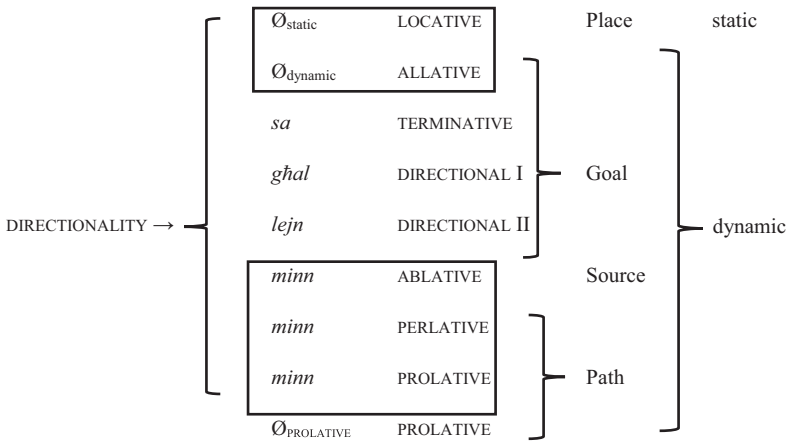 Østatic LOCATIVE Place static
Ødynamic ALLATIVE
sa TERMINATIVE
għal DIRECTIONAL I Goal
DIRECTIONALITY → lejn DIRECTIONAL II dynamic
minn ABLATIVE Source
minn PERLATIVE
minn PROLATIVE Path
ØPROLATIVE PROLATIVE